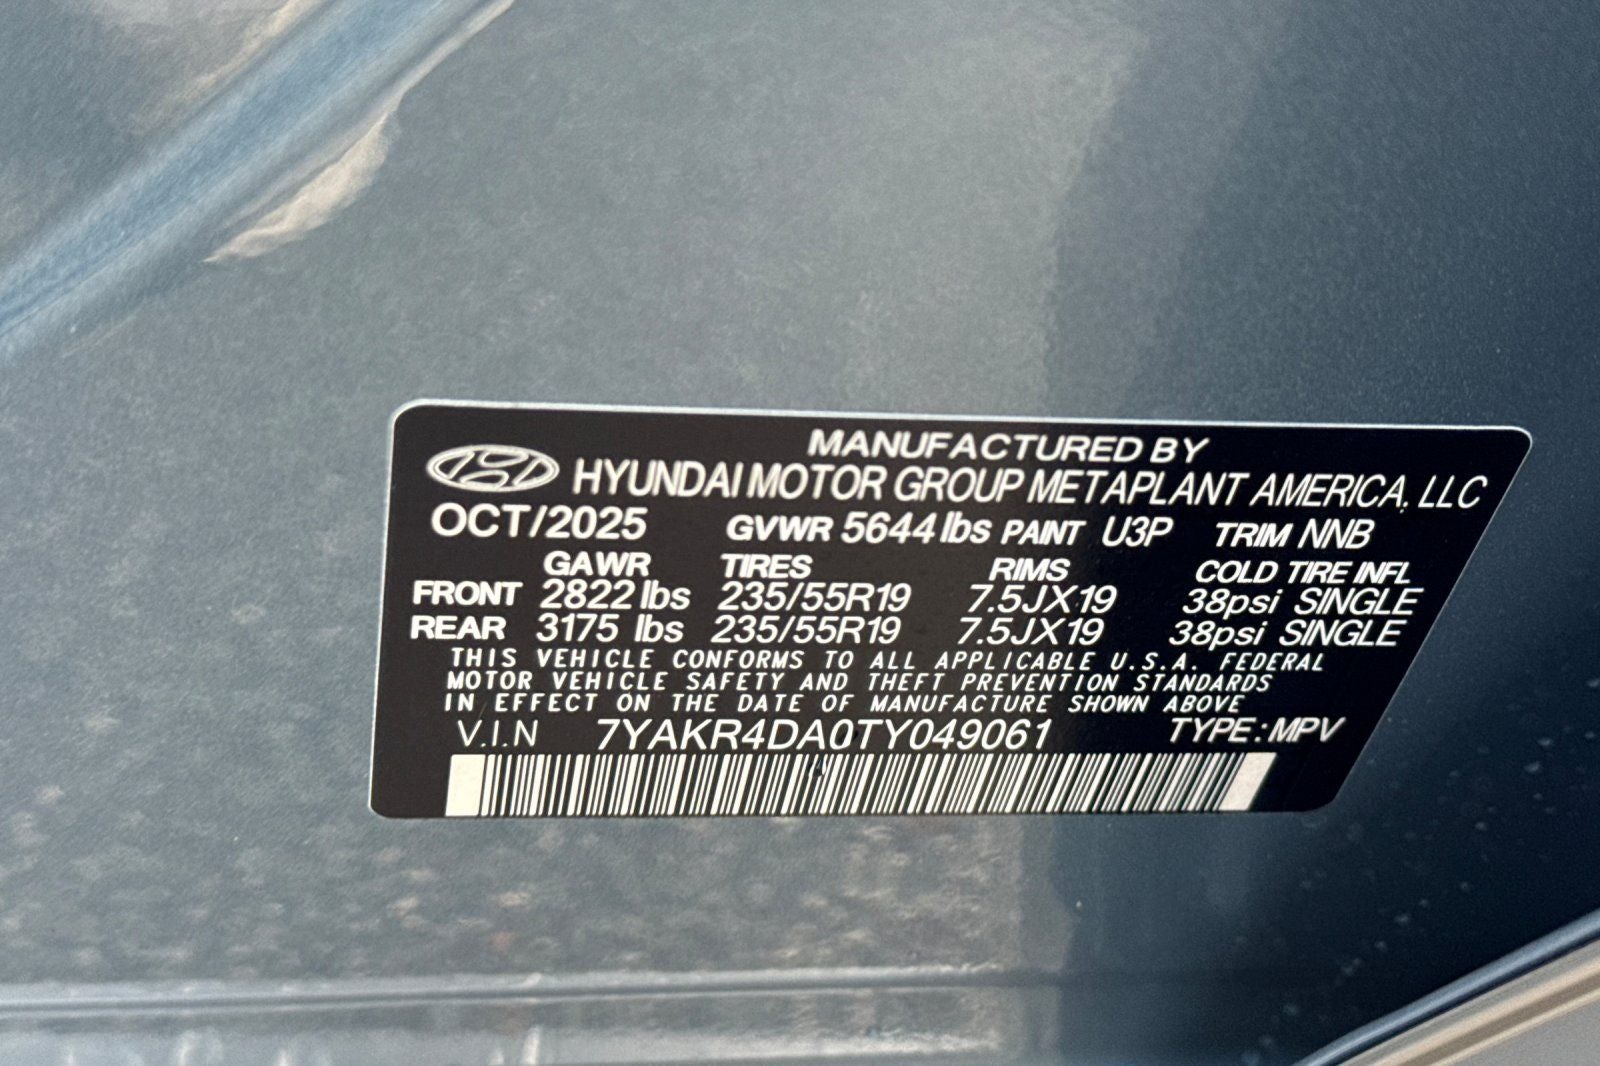 MANUFACTURED BY
HYUNDAI MOTOR GROUP METAPLANT AMERICA, LLC
OCT/2025 GVWR 5644 lbs PAINT U3P TRIM NNB
GAWR TIRES RIMS COLD TIRE INFL
FRONT 2822 lbs 235/55R19 7.5JX19 38psi SINGLE
REAR 3175 lbs 235/55R19 7.5JX19 38psi SINGLE
THIS VEHICLE CONFORMS TO ALL APPLICABLE U.S.A. FEDERAL
MOTOR VEHICLE SAFETY AND THEFT PREVENTION STANDARDS
IN EFFECT ON THE DATE OF MANUFACTURE SHOWN ABOVE
V.I.N 7YAKR4DA0TY049061 TYPE: MPV